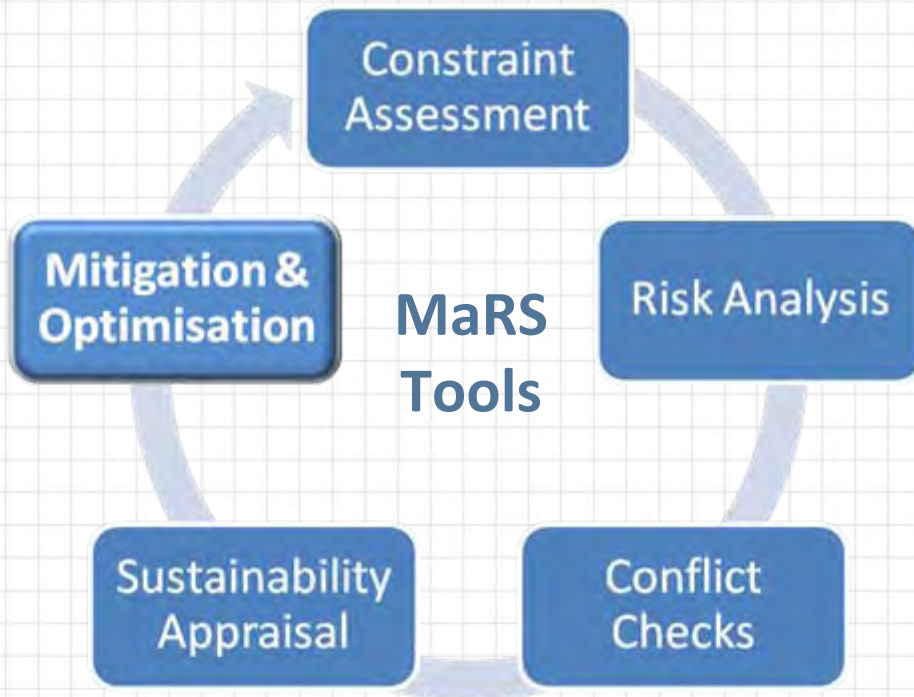 Constraint
Assessment
Mitigation &
Optimisation
MaRS
Tools
Risk Analysis
Sustainability
Appraisal
Conflict
Checks